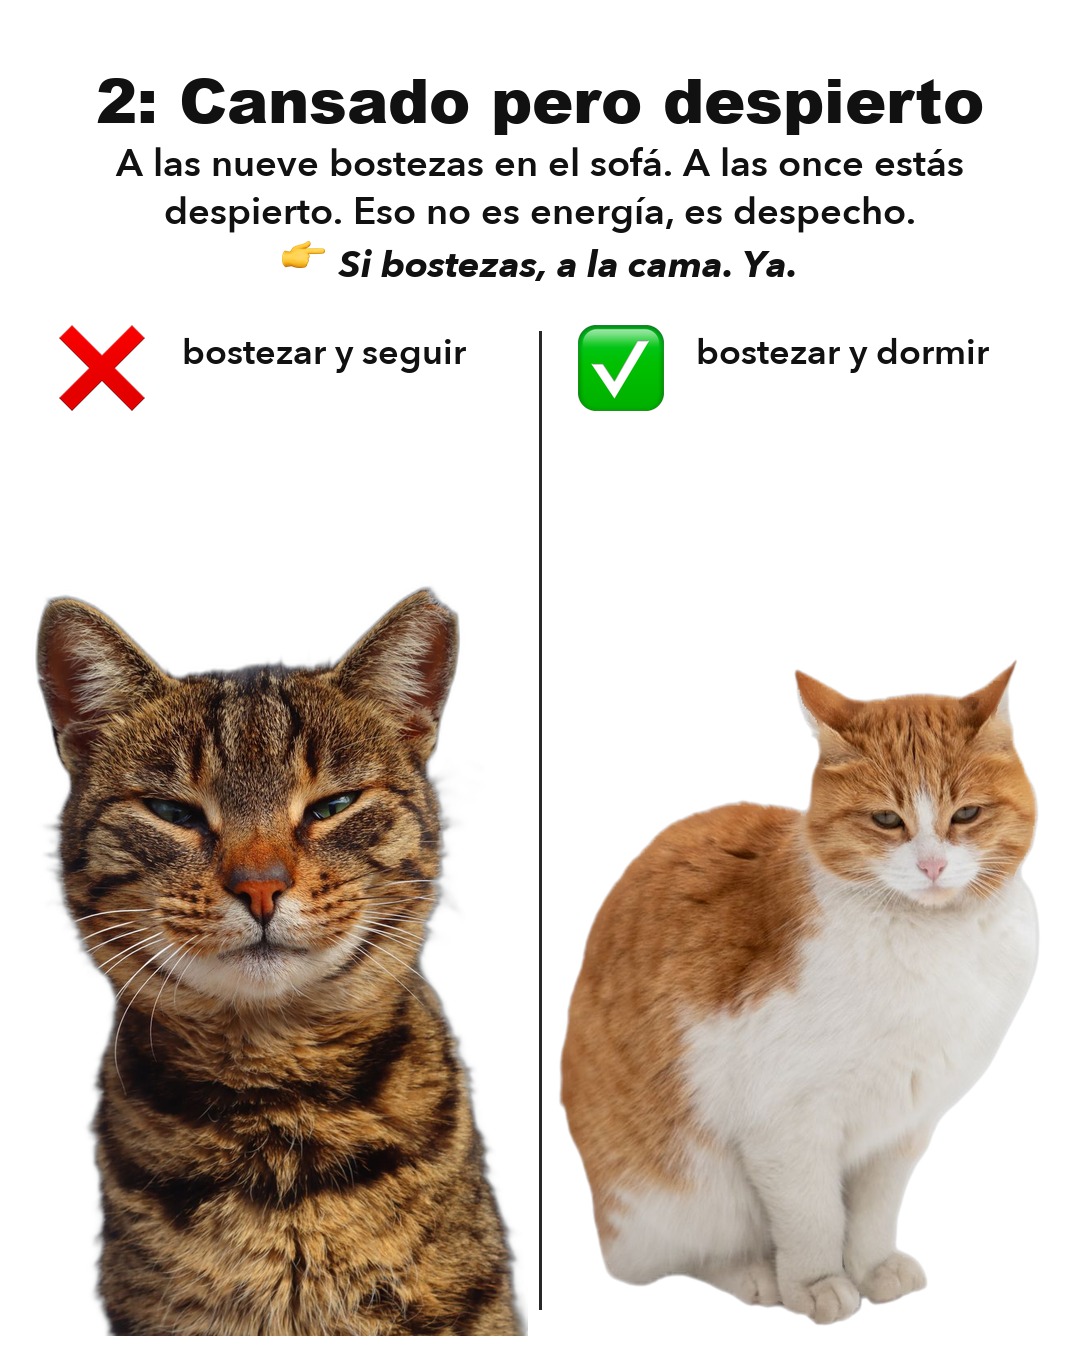 2: Cansado pero despierto
A las nueve bostezas en el sofá. A las once estás
despierto. Eso no es energía, es despecho.
👉 Si bostezas, a la cama. Ya.
❌ bostezar y seguir
✅ bostezar y dormir